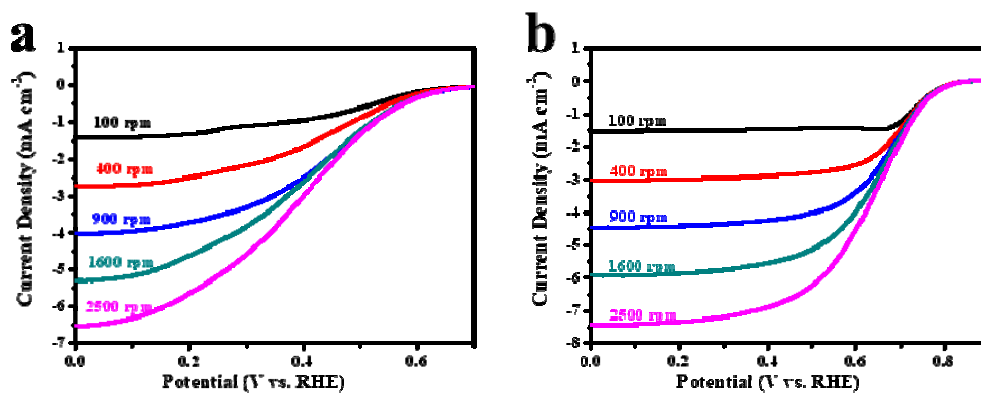 a
1
0
-1
-2
-3
-4
-5
-6
-7
Current Density (mA cm-2)
100 rpm
400 rpm
900 rpm
1600 rpm
2500 rpm
0.0 0.2 0.4 0.6
Potential (V vs. RHE)
b
1
0
-1
-2
-3
-4
-5
-6
-7
-8
Current Density (mA cm-2)
100 rpm
400 rpm
900 rpm
1600 rpm
2500 rpm
0.0 0.2 0.4 0.6 0.8
Potential (V vs. RHE)